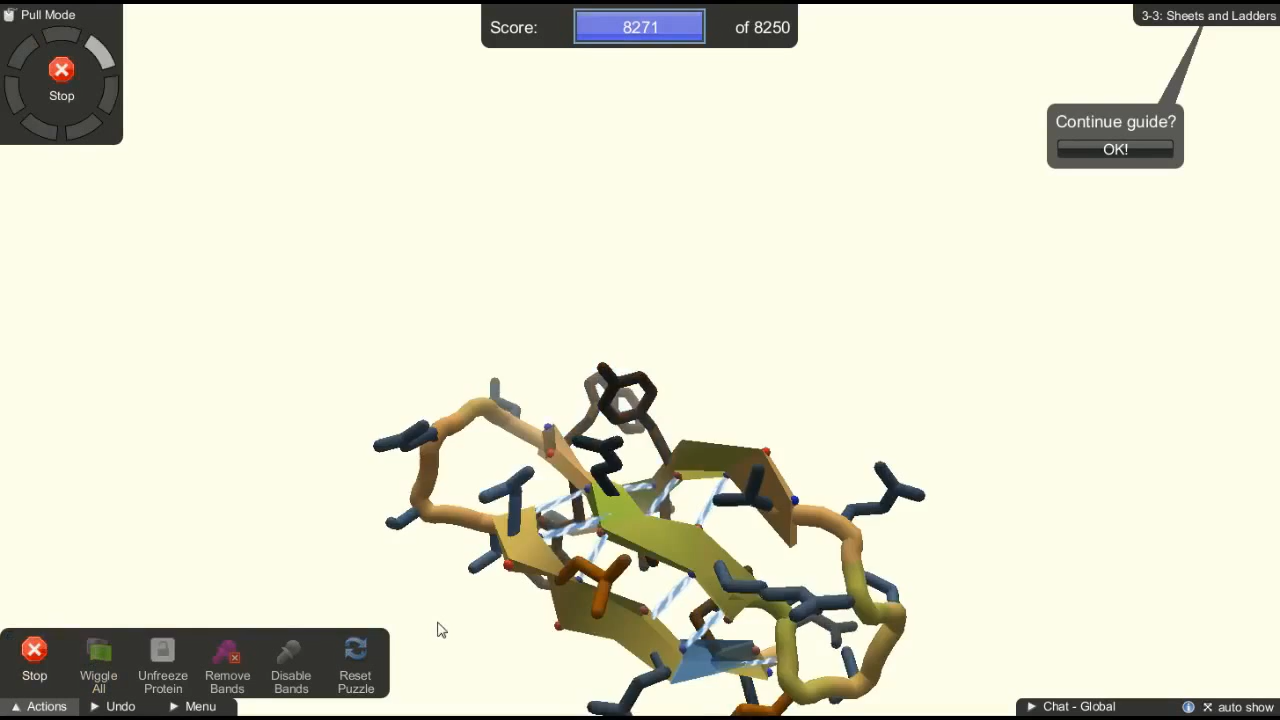 Pull Mode
Stop
Score:
8271
of 8250
3-3: Sheets and Ladders
Continue guide?
OK!
Stop
Wiggle
All
Unfreeze
Protein
Remove
Bands
Disable
Bands
Reset
Puzzle
Actions
Undo
Menu
Chat - Global
auto show